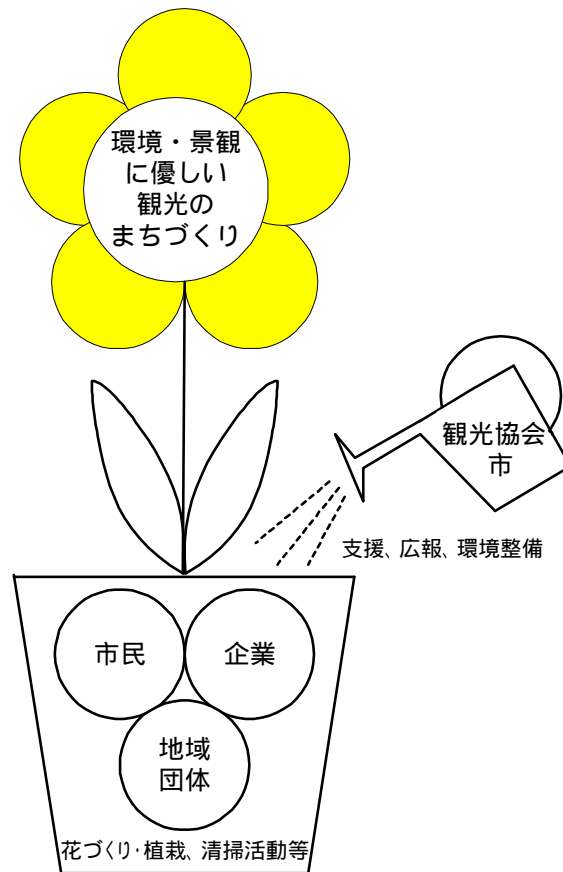 環境・景観
に優しい
観光の
まちづくり
観光協会
市
支援、広報、環境整備
市民
企業
地域
団体
花づくり・植栽、清掃活動等